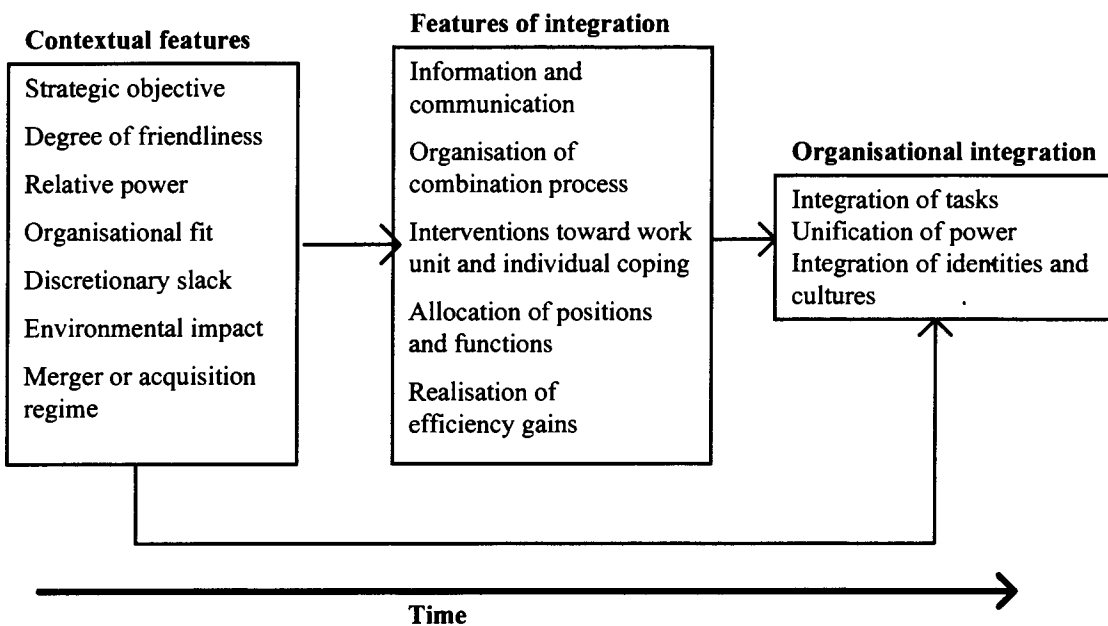 Contextual features
Strategic objective
Degree of friendliness
Relative power
Organisational fit
Discretionary slack
Environmental impact
Merger or acquisition
regime
Features of integration
Information and
communication
Organisation of
combination process
Interventions toward work
unit and individual coping
Allocation of positions
and functions
Realisation of
efficiency gains
Organisational integration
Integration of tasks
Unification of power
Integration of identities and
cultures
Time